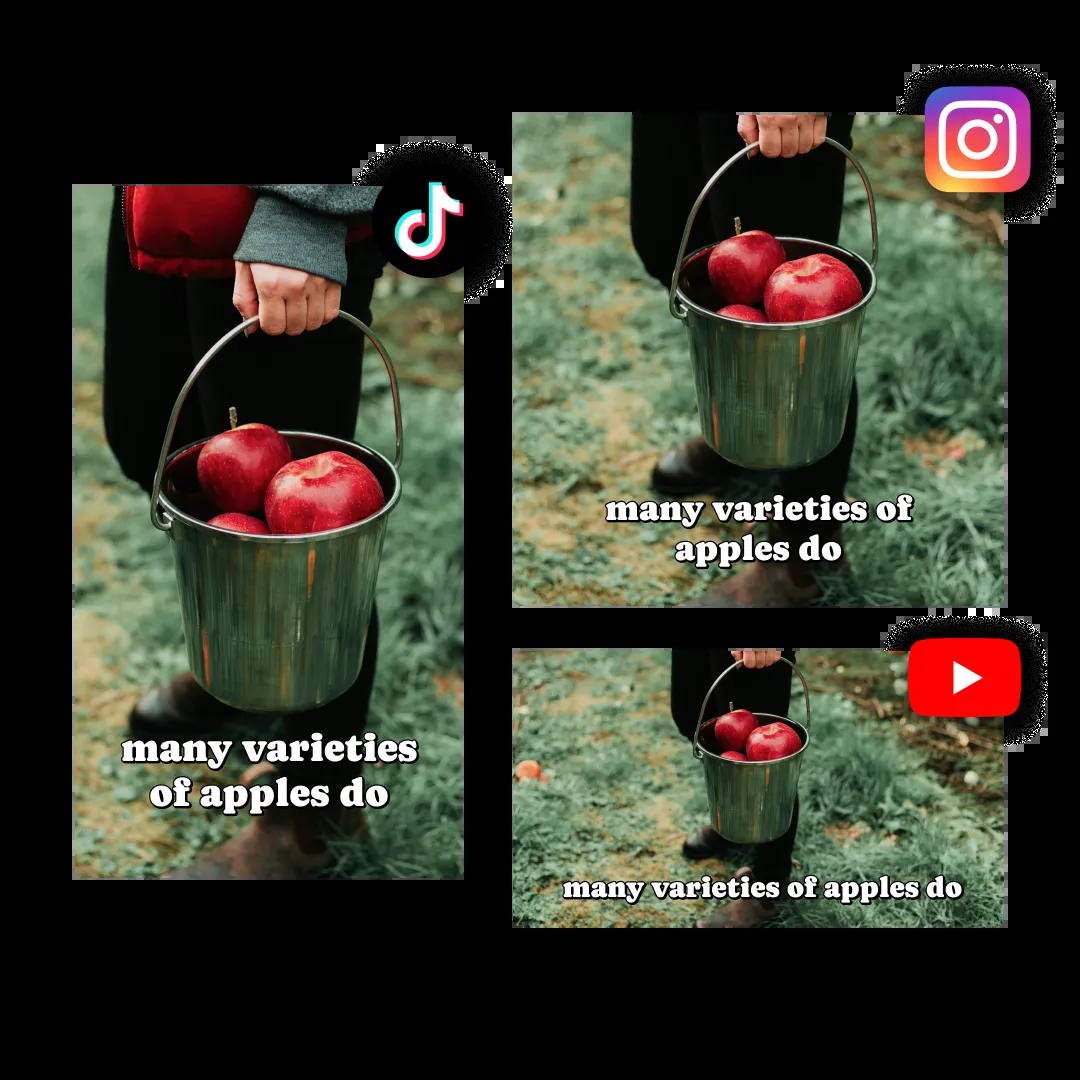 many varieties
of apples do
many varieties of
apples do
many varieties of apples do